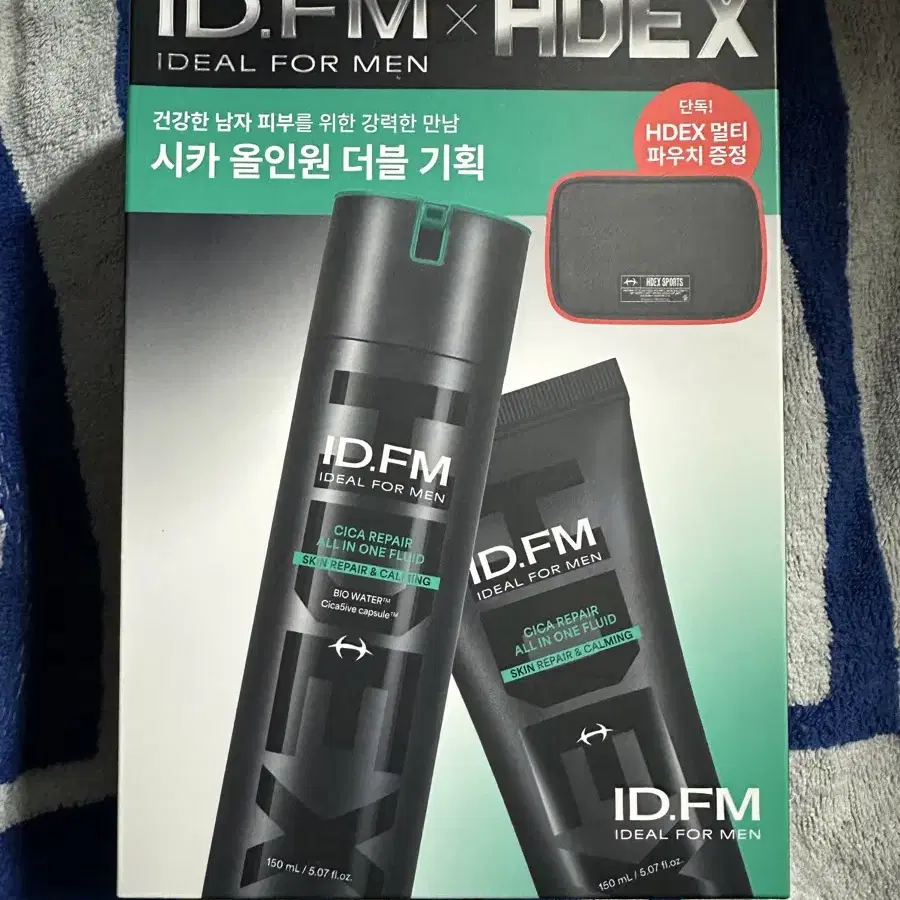 ID.FM × HDEX
IDEAL FOR MEN
건강한 남자 피부를 위한 강력한 만남
시카 올인원 더블 기획
단독!
HDEX 멀티
파우치 증정
HDEX SPORTS
ID.FM
IDEAL FOR MEN
CICA REPAIR
ALL IN ONE FLUID
SKIN REPAIR & CALMING
BIO WATER™
Cica5ive capsule™
HDEX
150 mL / 5.07 fl.oz.
ID.FM
IDEAL FOR MEN
CICA REPAIR
ALL IN ONE FLUID
SKIN REPAIR & CALMING
150 mL / 5.07 fl.oz.
ID.FM
IDEAL FOR MEN